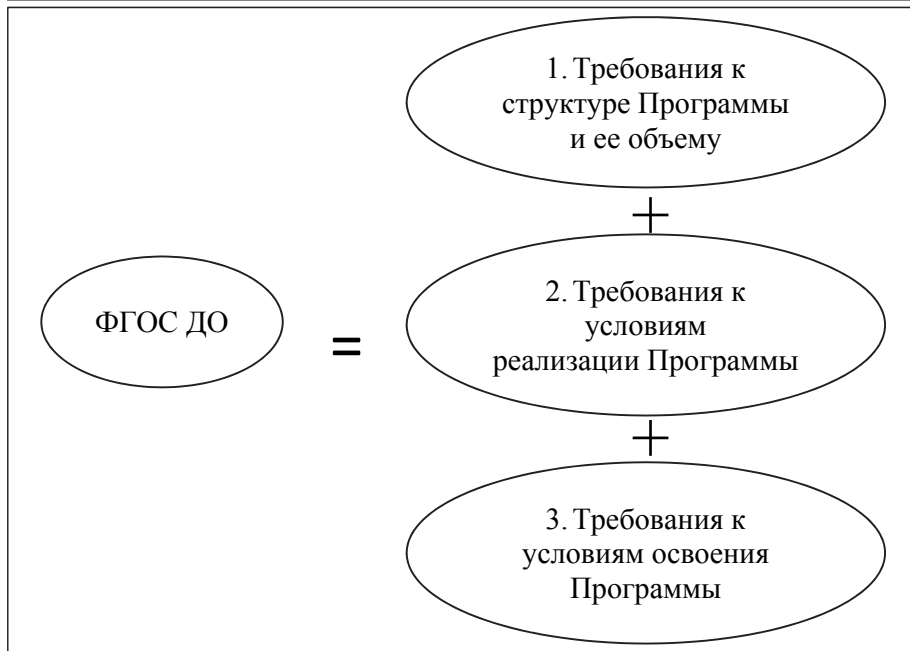 1. Требования к
структуре Программы
и ее объему
+
ФГОС ДО
=
2. Требования к
условиям
реализации Программы
+
3. Требования к
условиям освоения
Программы